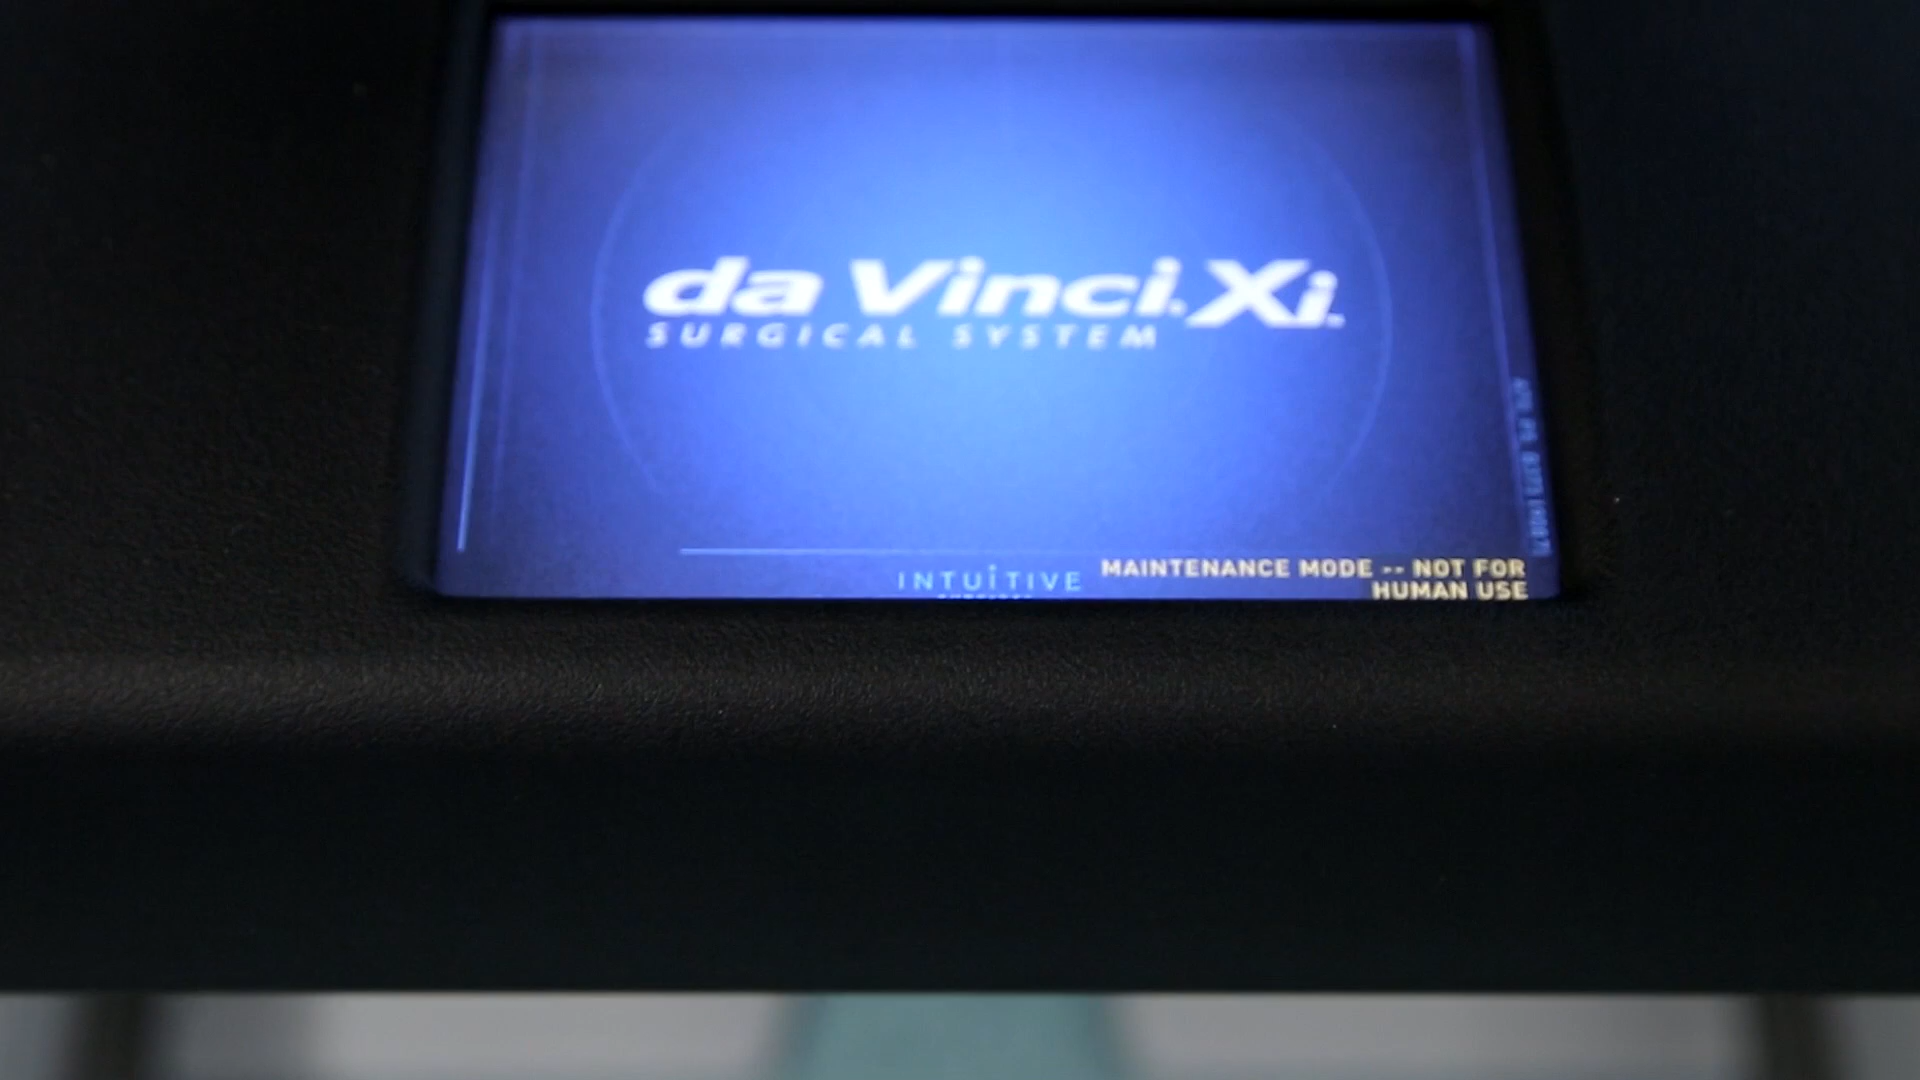 da Vinci Xi
SURGICAL SYSTEM
INTUITIVE
MAINTENANCE MODE -- NOT FOR
HUMAN USE